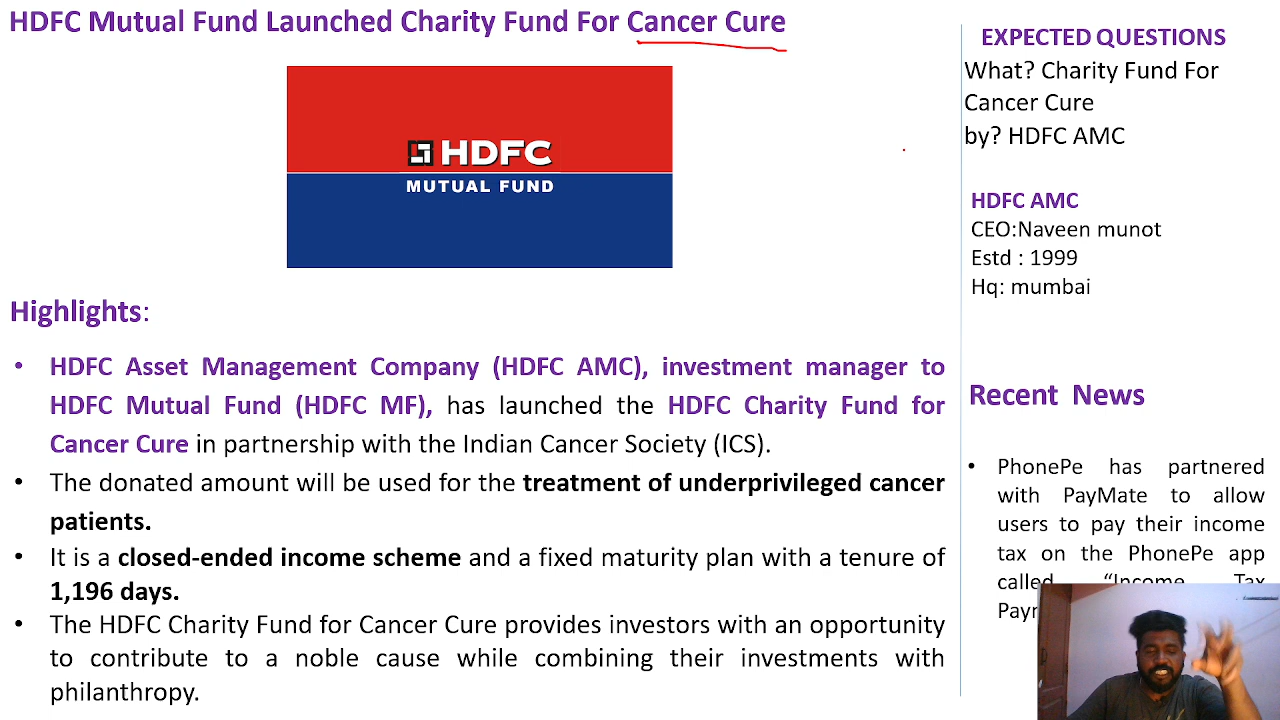 HDFC Mutual Fund Launched Charity Fund For Cancer Cure
HDFC
MUTUAL FUND
Highlights:
• HDFC Asset Management Company (HDFC AMC), investment manager to
HDFC Mutual Fund (HDFC MF), has launched the HDFC Charity Fund for
Cancer Cure in partnership with the Indian Cancer Society (ICS).
• The donated amount will be used for the treatment of underprivileged cancer
patients.
• It is a closed-ended income scheme and a fixed maturity plan with a tenure of
1,196 days.
• The HDFC Charity Fund for Cancer Cure provides investors with an opportunity
to contribute to a noble cause while combining their investments with
philanthropy.
EXPECTED QUESTIONS
What? Charity Fund For
Cancer Cure
by? HDFC AMC
HDFC AMC
CEO:Naveen munot
Estd : 1999
Hq: mumbai
Recent News
• PhonePe has partnered
with PayMate to allow
users to pay their income
tax on the PhonePe app
called "Income Tax